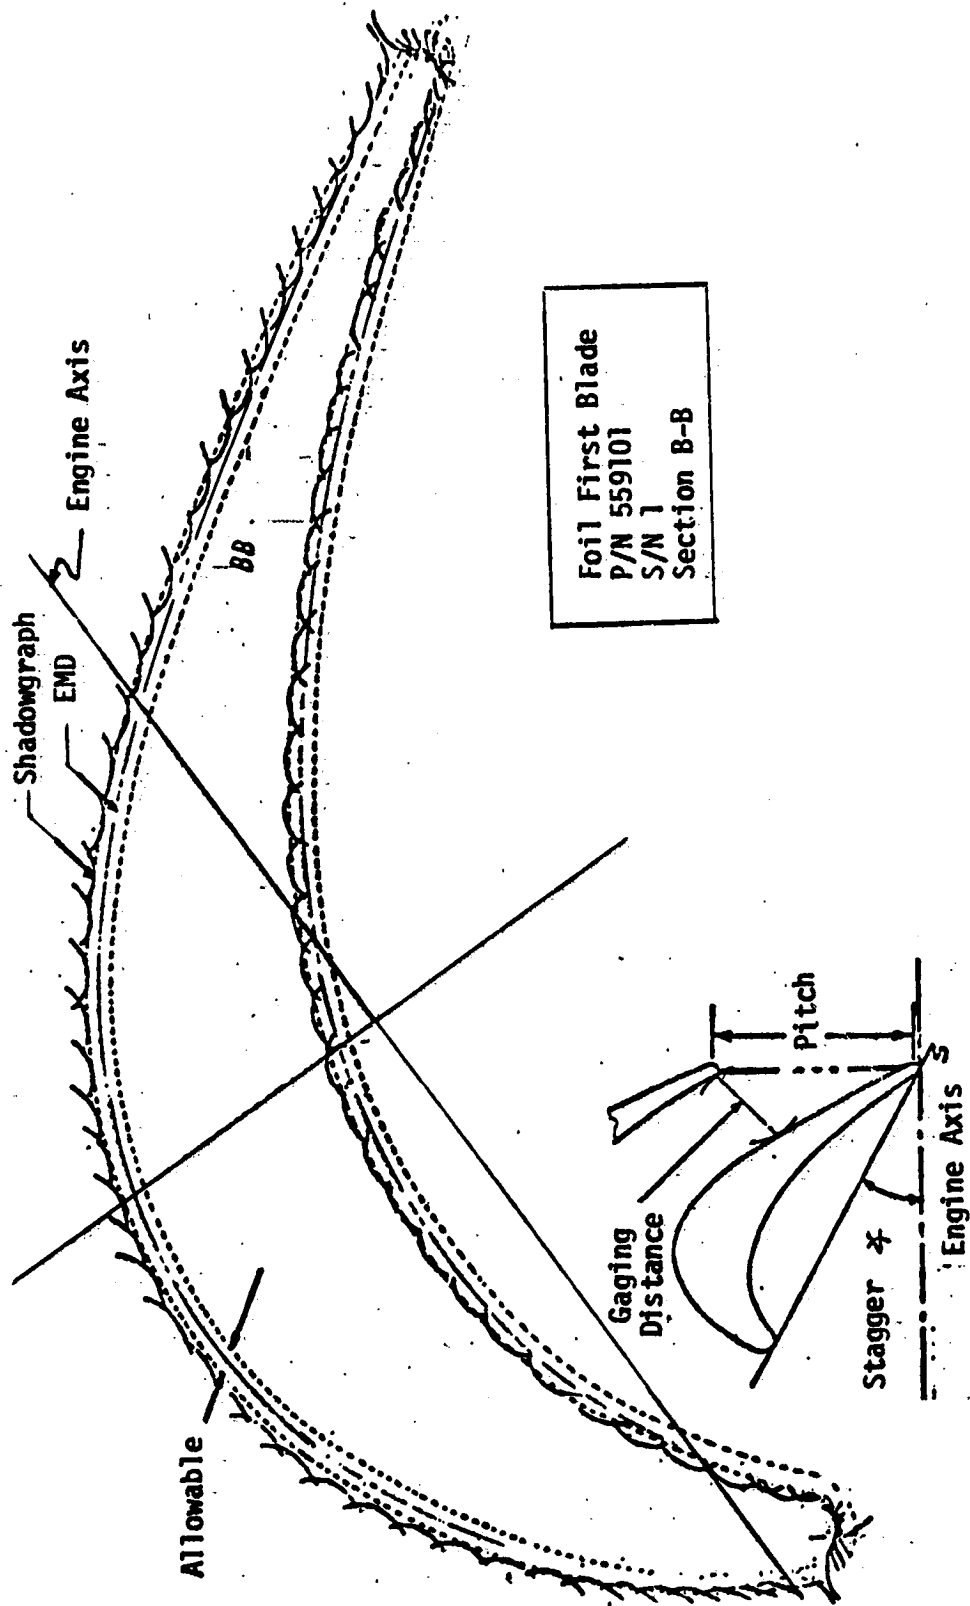 Shadowgraph
EMD
Engine Axis
BB
Allowable
Foil First Blade
P/N 559101
S/N 1
Section B-B
Gaging
Distance
Pitch
Stagger ∡
Engine Axis